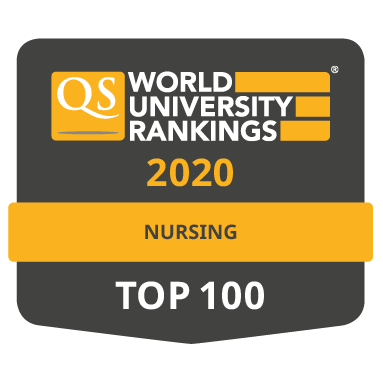 QS WORLD
UNIVERSITY
RANKINGS
®
2020
NURSING
TOP 100